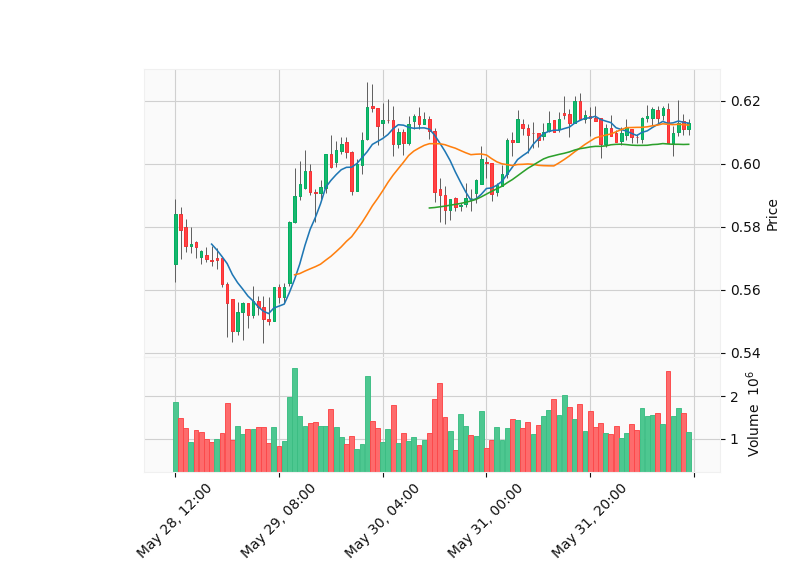 0.62
0.60
0.58
0.56
0.54
Price
2
1
Volume 10^6
May 28, 12:00
May 29, 08:00
May 30, 04:00
May 31, 00:00
May 31, 20:00